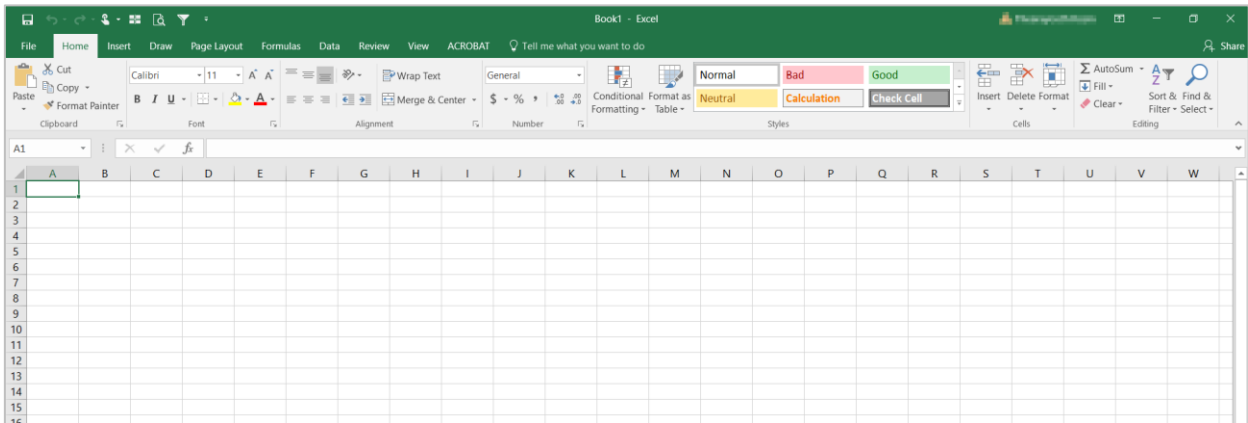 Book1 - Excel
File Home Insert Draw Page Layout Formulas Data Review View ACROBAT Tell me what you want to do Share
Cut
Copy
Format Painter
Paste
Clipboard
Calibri 11 A A
B I U A
Font
Wrap Text
Merge & Center
Alignment
General
$ % ,
Number
Conditional Formatting
Format as Table
Normal Bad Good
Neutral Calculation Check Cell
Styles
Insert Delete Format
Cells
AutoSum
Fill
Clear
Sort & Filter
Find & Select
Editing
A1 fx
A B C D E F G H I J K L M N O P Q R S T U V W
1
2
3
4
5
6
7
8
9
10
11
12
13
14
15
16